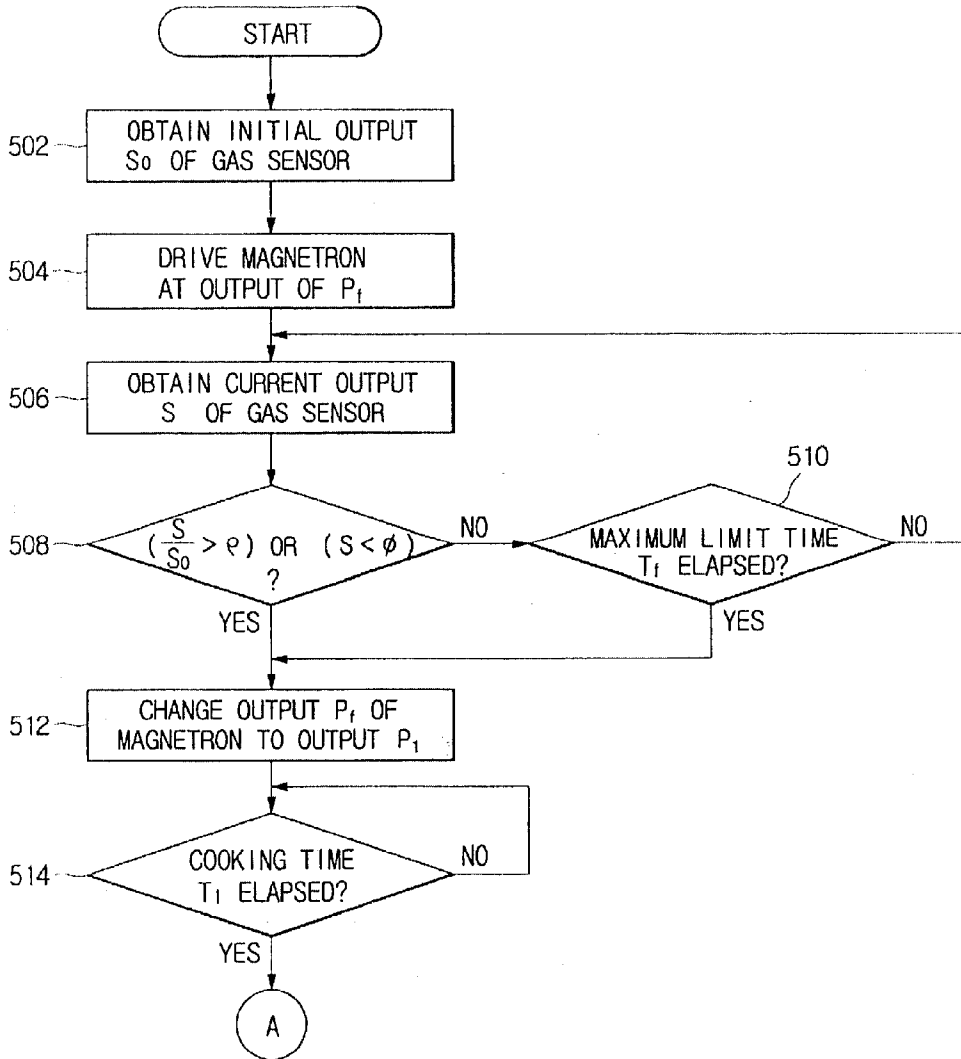 START
502
OBTAIN INITIAL OUTPUT
S₀ OF GAS SENSOR
504
DRIVE MAGNETRON
AT OUTPUT OF Pf
506
OBTAIN CURRENT OUTPUT
S OF GAS SENSOR
508
(S/S₀ > ρ) OR (S < ϕ)
?
NO
YES
510
MAXIMUM LIMIT TIME
Tf ELAPSED?
NO
YES
512
CHANGE OUTPUT Pf OF
MAGNETRON TO OUTPUT P₁
514
COOKING TIME
T₁ ELAPSED?
NO
YES
A